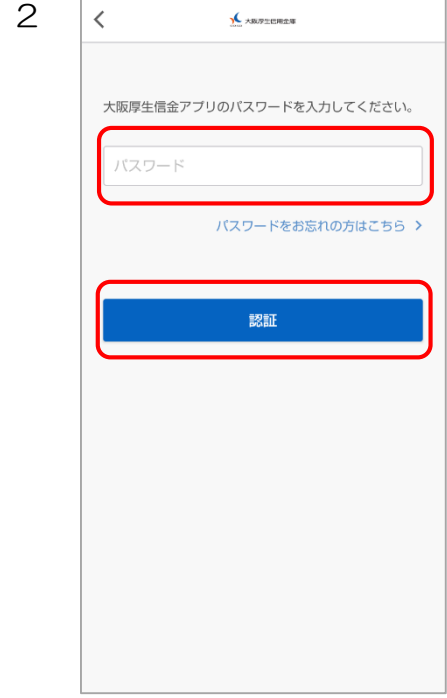 2
大阪厚生信用金庫
大阪厚生信金アプリのパスワードを入力してください。
パスワード
パスワードをお忘れの方はこちら
認証